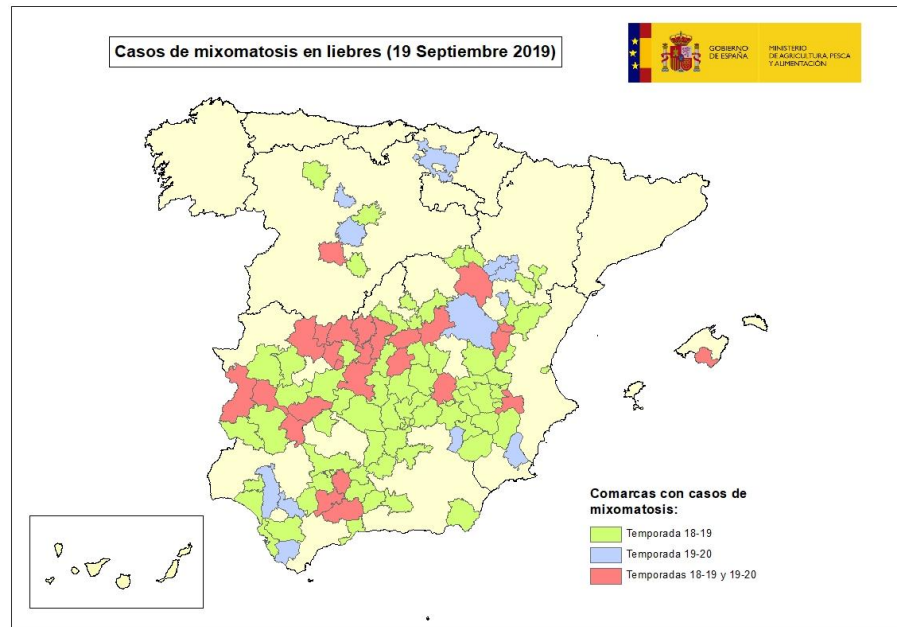 Casos de mixomatosis en liebres (19 Septiembre 2019)
GOBIERNO
DE ESPAÑA
MINISTERIO
DE AGRICULTURA, PESCA
Y ALIMENTACIÓN
Comarcas con casos de
mixomatosis:
Temporada 18-19
Temporada 19-20
Temporadas 18-19 y 19-20